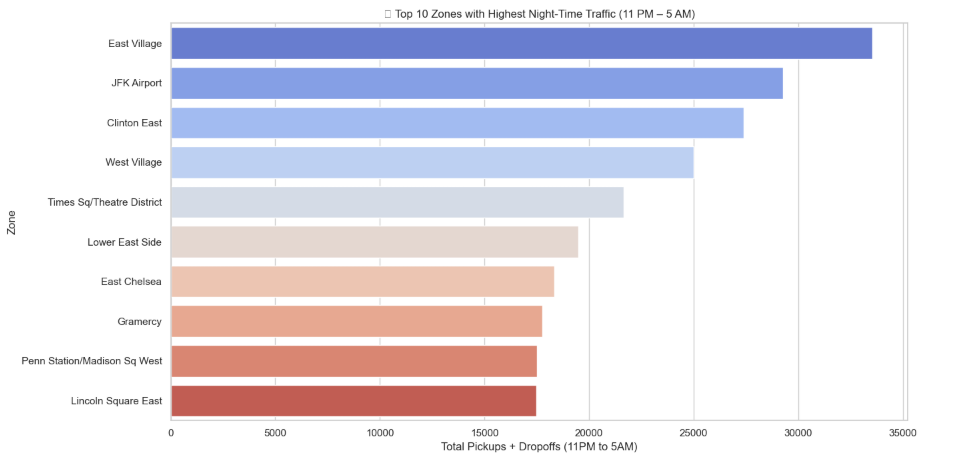 Top 10 Zones with Highest Night-Time Traffic (11 PM – 5 AM)
Zone
East Village
JFK Airport
Clinton East
West Village
Times Sq/Theatre District
Lower East Side
East Chelsea
Gramercy
Penn Station/Madison Sq West
Lincoln Square East
0 5000 10000 15000 20000 25000 30000 35000
Total Pickups + Dropoffs (11PM to 5AM)